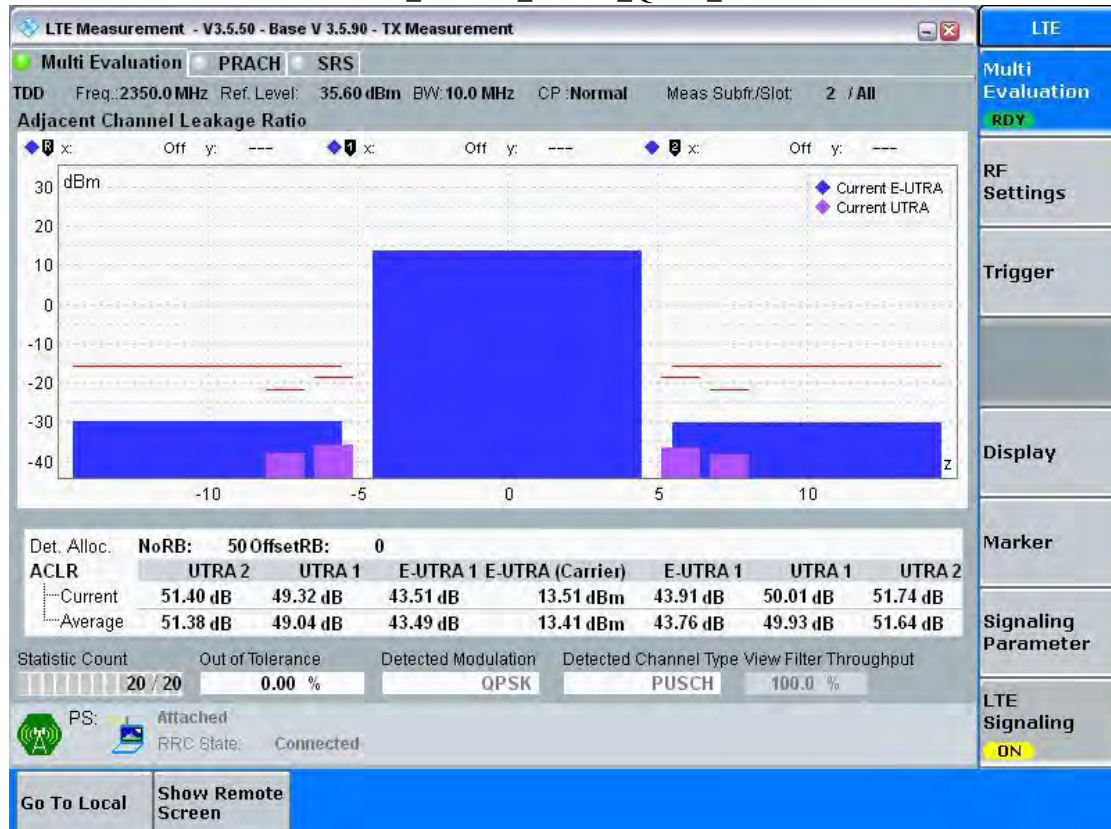 LTE Measurement - V3.5.50 - Base V 3.5.90 - TX Measurement
LTE
Multi Evaluation PRACH SRS
TDD Freg.:2350.0 MHz Ref. Level: 35.60 dBm BW:10.0 MHz CP :Normal Meas Subfr./Slot: 2 / All
Adjacent Channel Leakage Ratio
R x: Off y: --- 1 x: Off y: --- 2 x: Off y: ---
dBm
Current E-UTRA
Current UTRA
30
20
10
0
-10
-20
-30
-40
z
-10 -5 0 5 10
Det. Alloc. NoRB: 50 OffsetRB: 0
ACLR UTRA 2 UTRA 1 E-UTRA 1 E-UTRA (Carrier) E-UTRA 1 UTRA 1 UTRA 2
Current 51.40 dB 49.32 dB 43.51 dB 13.51 dBm 43.91 dB 50.01 dB 51.74 dB
Average 51.38 dB 49.04 dB 43.49 dB 13.41 dBm 43.76 dB 49.93 dB 51.64 dB
Statistic Count Out of Tolerance Detected Modulation Detected Channel Type View Filter Throughput
20 / 20 0.00 % QPSK PUSCH 100.0 %
PS: Attached
RRC State: Connected
Multi
Evaluation
RDY
RF
Settings
Trigger
Display
Marker
Signaling
Parameter
LTE
Signaling
ON
Go To Local
Show Remote
Screen